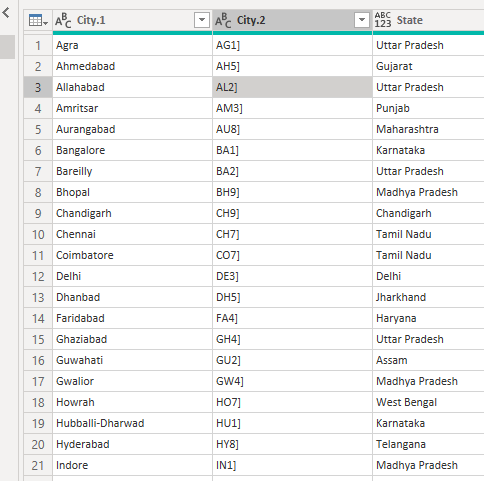 City.1 City.2 State
1 Agra AG1] Uttar Pradesh
2 Ahmedabad AH5] Gujarat
3 Allahabad AL2] Uttar Pradesh
4 Amritsar AM3] Punjab
5 Aurangabad AU8] Maharashtra
6 Bangalore BA1] Karnataka
7 Bareilly BA2] Uttar Pradesh
8 Bhopal BH9] Madhya Pradesh
9 Chandigarh CH9] Chandigarh
10 Chennai CH7] Tamil Nadu
11 Coimbatore CO7] Tamil Nadu
12 Delhi DE3] Delhi
13 Dhanbad DH5] Jharkhand
14 Faridabad FA4] Haryana
15 Ghaziabad GH4] Uttar Pradesh
16 Guwahati GU2] Assam
17 Gwalior GW4] Madhya Pradesh
18 Howrah HO7] West Bengal
19 Hubballi-Dharwad HU1] Karnataka
20 Hyderabad HY8] Telangana
21 Indore IN1] Madhya Pradesh